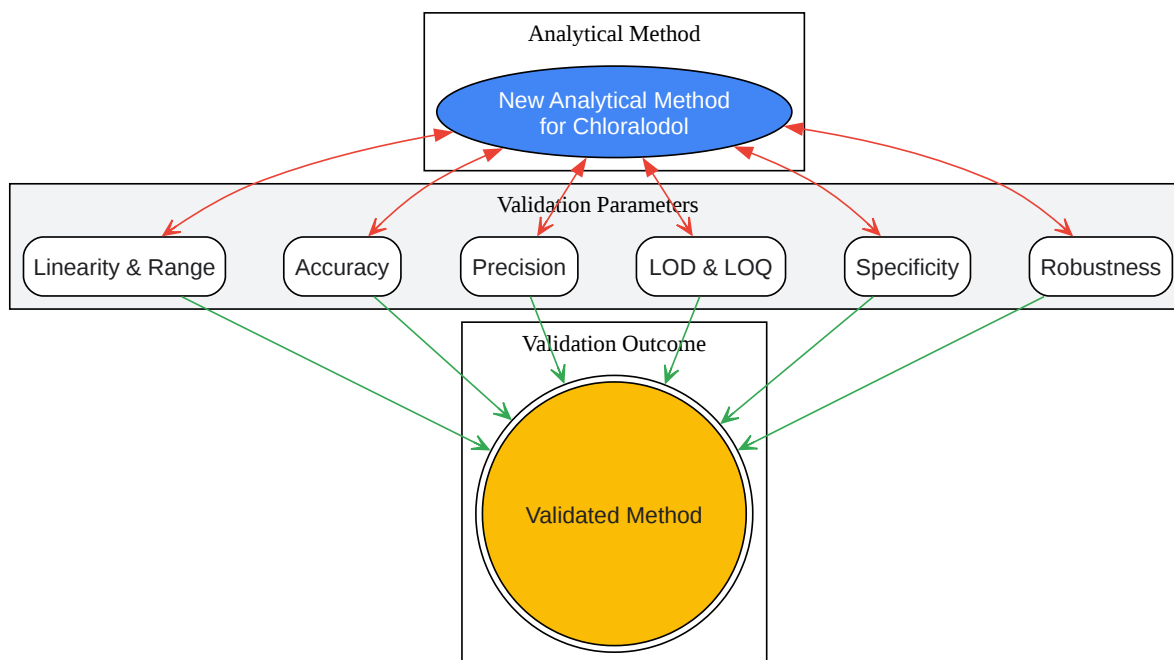 Analytical Method
New Analytical Method
for Chloralodol
Validation Parameters
Linearity & Range
Accuracy
Precision
LOD & LOQ
Specificity
Robustness
Validation Outcome
Validated Method